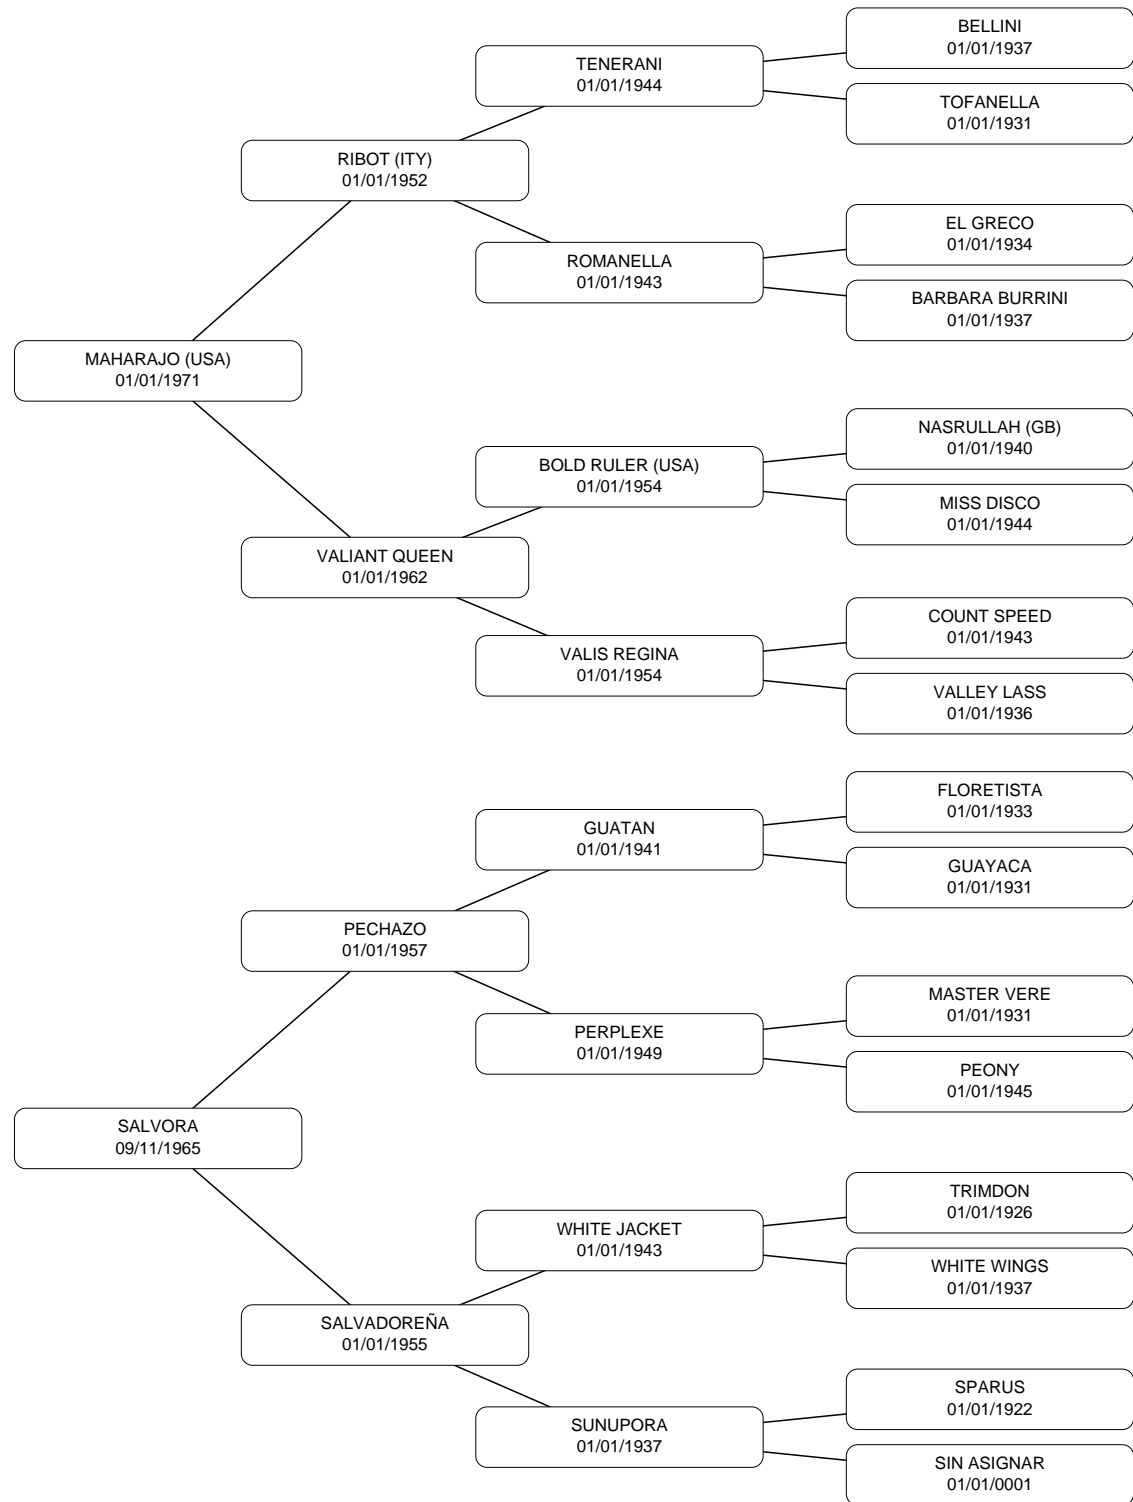 BELLINI
01/01/1937
TENERANI
01/01/1944
TOFANELLA
01/01/1931
RIBOT (ITY)
01/01/1952
EL GRECO
01/01/1934
ROMANELLA
01/01/1943
BARBARA BURRINI
01/01/1937
MAHARAJO (USA)
01/01/1971
NASRULLAH (GB)
01/01/1940
BOLD RULER (USA)
01/01/1954
MISS DISCO
01/01/1944
VALIANT QUEEN
01/01/1962
COUNT SPEED
01/01/1943
VALIS REGINA
01/01/1954
VALLEY LASS
01/01/1936
FLORETISTA
01/01/1933
GUATAN
01/01/1941
GUAYACA
01/01/1931
PECHAZO
01/01/1957
MASTER VERE
01/01/1931
PERPLEXE
01/01/1949
PEONY
01/01/1945
SALVORA
09/11/1965
TRIMDON
01/01/1926
WHITE JACKET
01/01/1943
WHITE WINGS
01/01/1937
SALVADOREÑA
01/01/1955
SPARUS
01/01/1922
SUNUPORA
01/01/1937
SIN ASIGNAR
01/01/0001